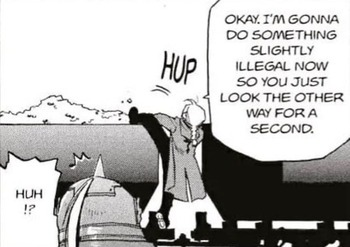 OKAY. I'M GONNA
DO SOMETHING
SLIGHTLY
ILLEGAL NOW
SO YOU JUST
LOOK THE OTHER
WAY FOR A
SECOND.
HUP
HUH
!?